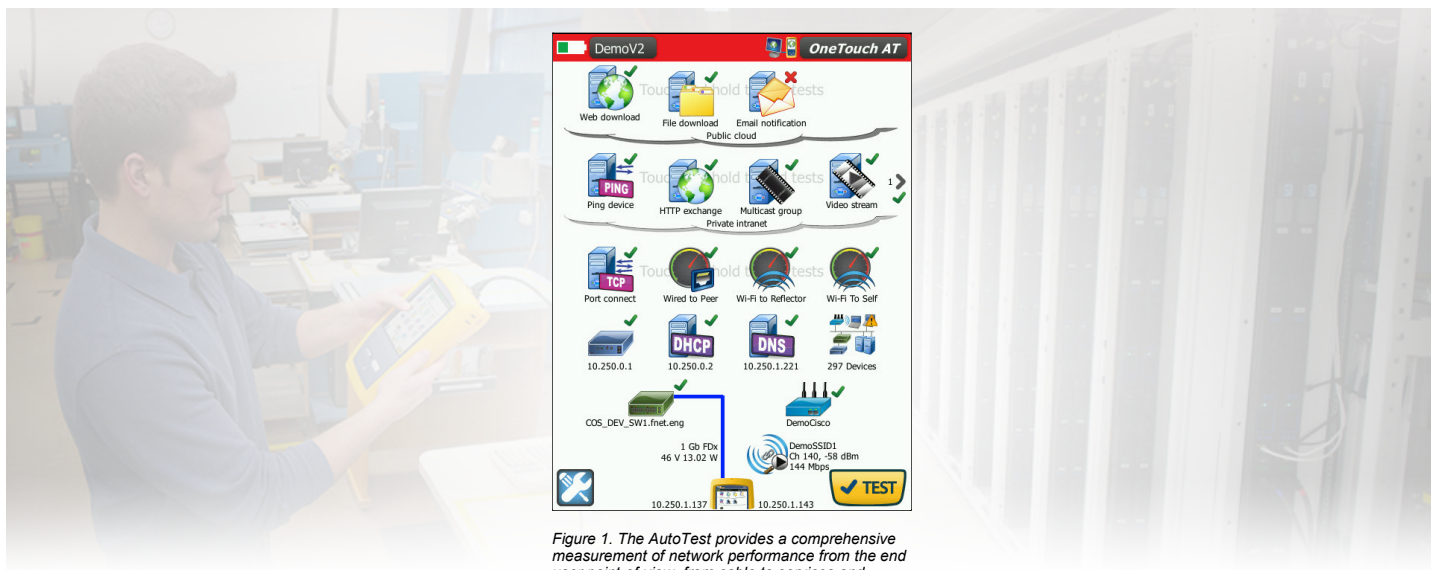 DemoV2
OneTouch AT
Web download
File download
Email notification
Public cloud
PING
Ping device
HTTP exchange
Multicast group
Video stream
1
Private intranet
TCP
Port connect
Wired to Peer
Wi-Fi to Reflector
Wi-Fi To Self
DHCP
DNS
10.250.0.1
10.250.0.2
10.250.1.221
297 Devices
COS_DEV_SW1.fnet.eng
DemoCisco
1 Gb FDx
46 V 13.02 W
DemoSSID1
Ch 140, -58 dBm
144 Mbps
TEST
10.250.1.137
10.250.1.143
Figure 1. The AutoTest provides a comprehensive
measurement of network performance from the end